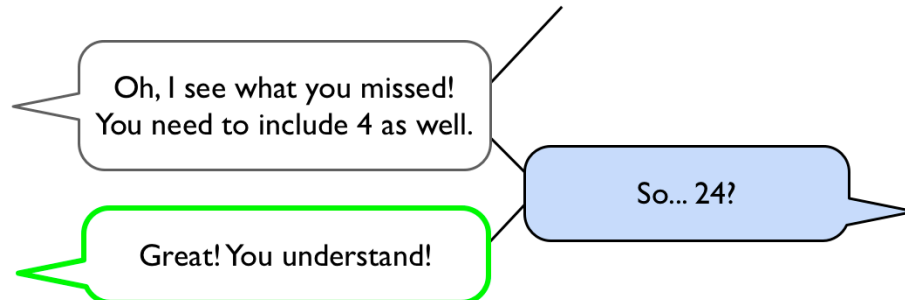 Oh, I see what you missed!
You need to include 4 as well.
So... 24?
Great! You understand!